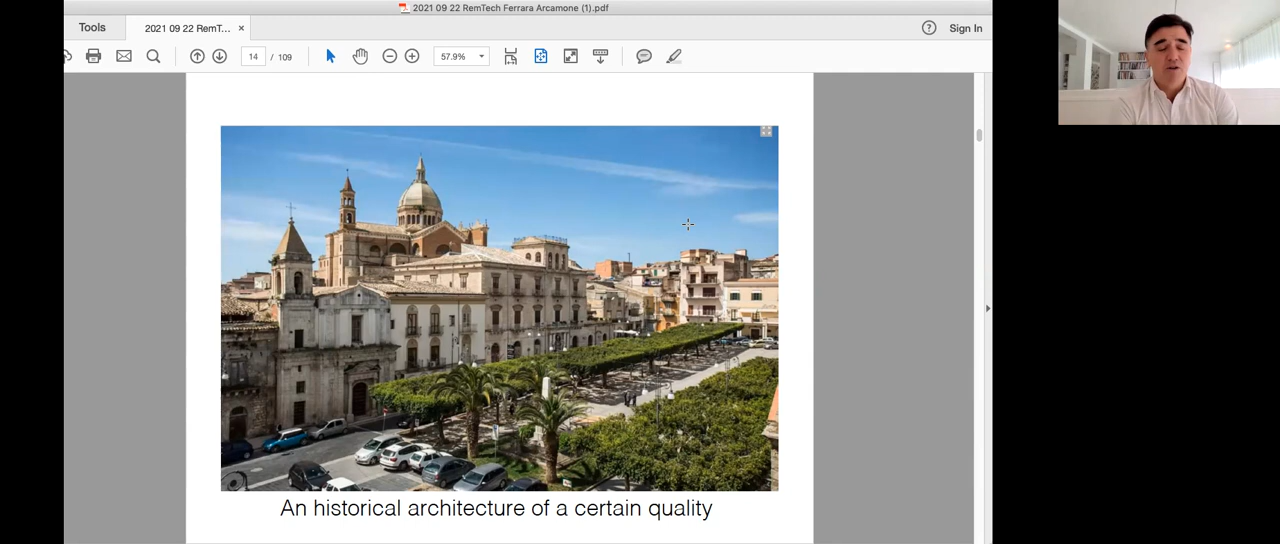 2021 09 22 RemTech Ferrara Arcamone (1).pdf
Tools
2021 09 22 RemT... ×
? Sign In
14 / 109
57.9%
An historical architecture of a certain quality